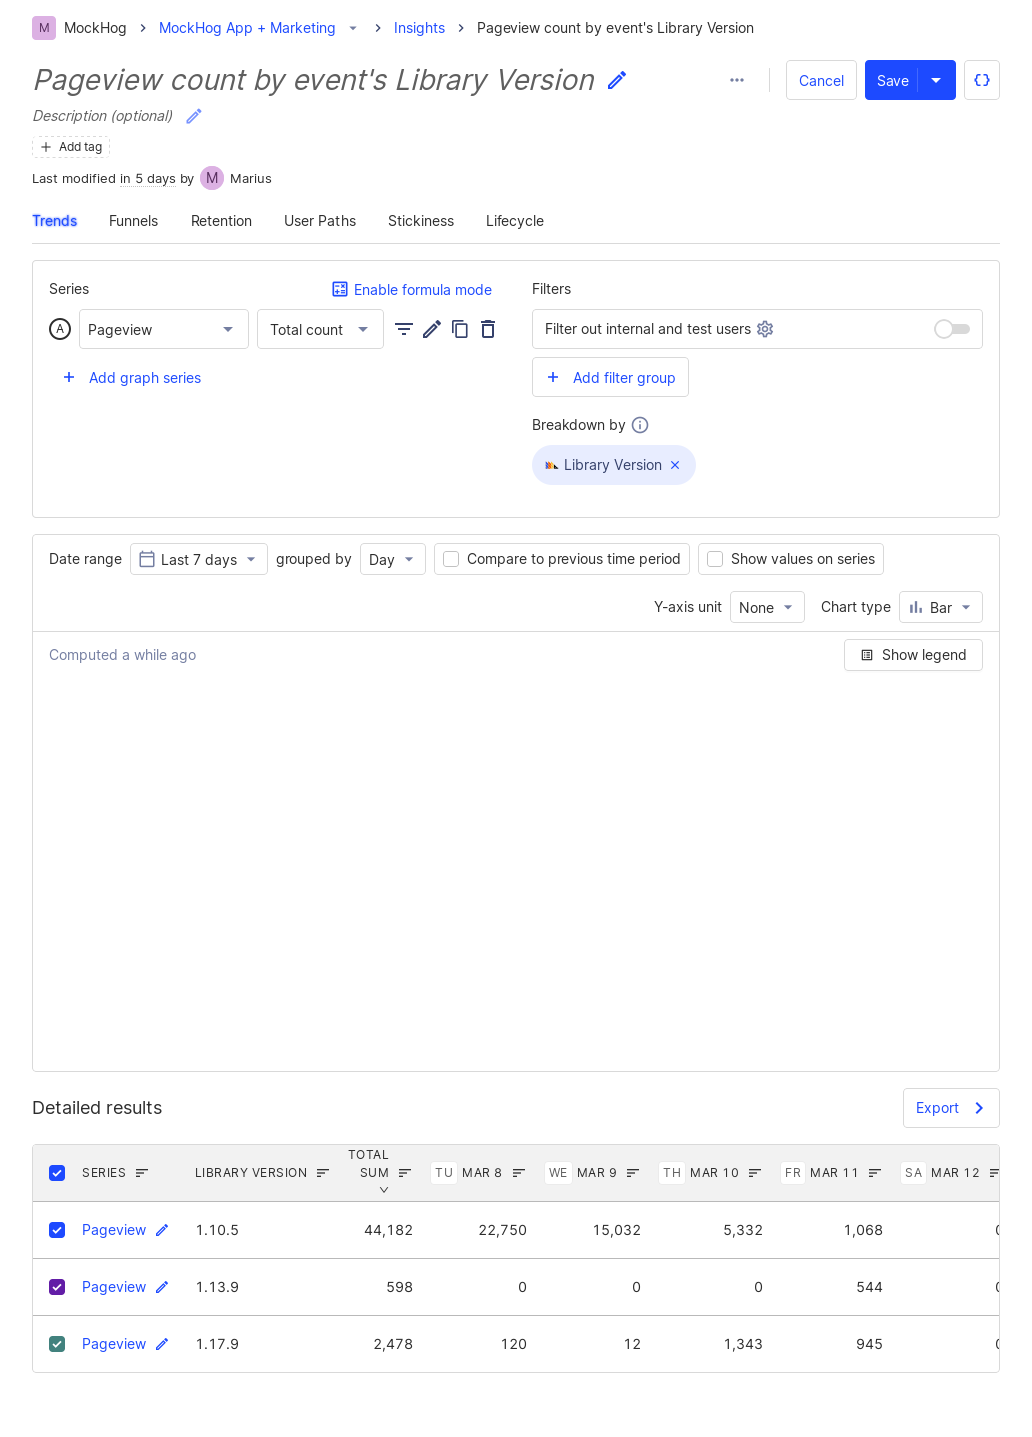 M MockHog MockHog App + Marketing Insights Pageview count by event's Library Version
Pageview count by event's Library Version
Cancel Save
Description (optional)
Add tag
Last modified in 5 days by M Marius
Trends Funnels Retention User Paths Stickiness Lifecycle
Series Enable formula mode Filters
A Pageview Total count Filter out internal and test users
Add graph series Add filter group
Breakdown by
Library Version
Date range Last 7 days grouped by Day Compare to previous time period Show values on series
Y-axis unit None Chart type Bar
Computed a while ago Show legend
Detailed results Export
SERIES LIBRARY VERSION TOTAL SUM TU MAR 8 WE MAR 9 TH MAR 10 FR MAR 11 SA MAR 12
Pageview 1.10.5 44,182 22,750 15,032 5,332 1,068
Pageview 1.13.9 598 0 0 0 544
Pageview 1.17.9 2,478 120 12 1,343 945